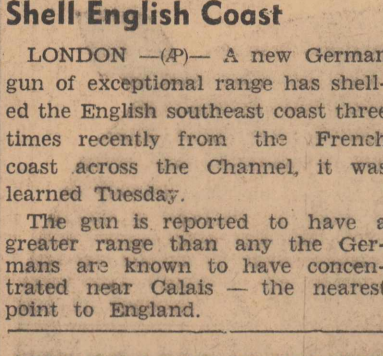 Shell English Coast
LONDON —(AP)— A new German
gun of exceptional range has shell-
ed the English southeast coast three
times recently from the French
coast across the Channel, it was
learned Tuesday.
The gun is reported to have a
greater range than any the Ger-
mans are known to have concen-
trated near Calais — the nearest
point to England.